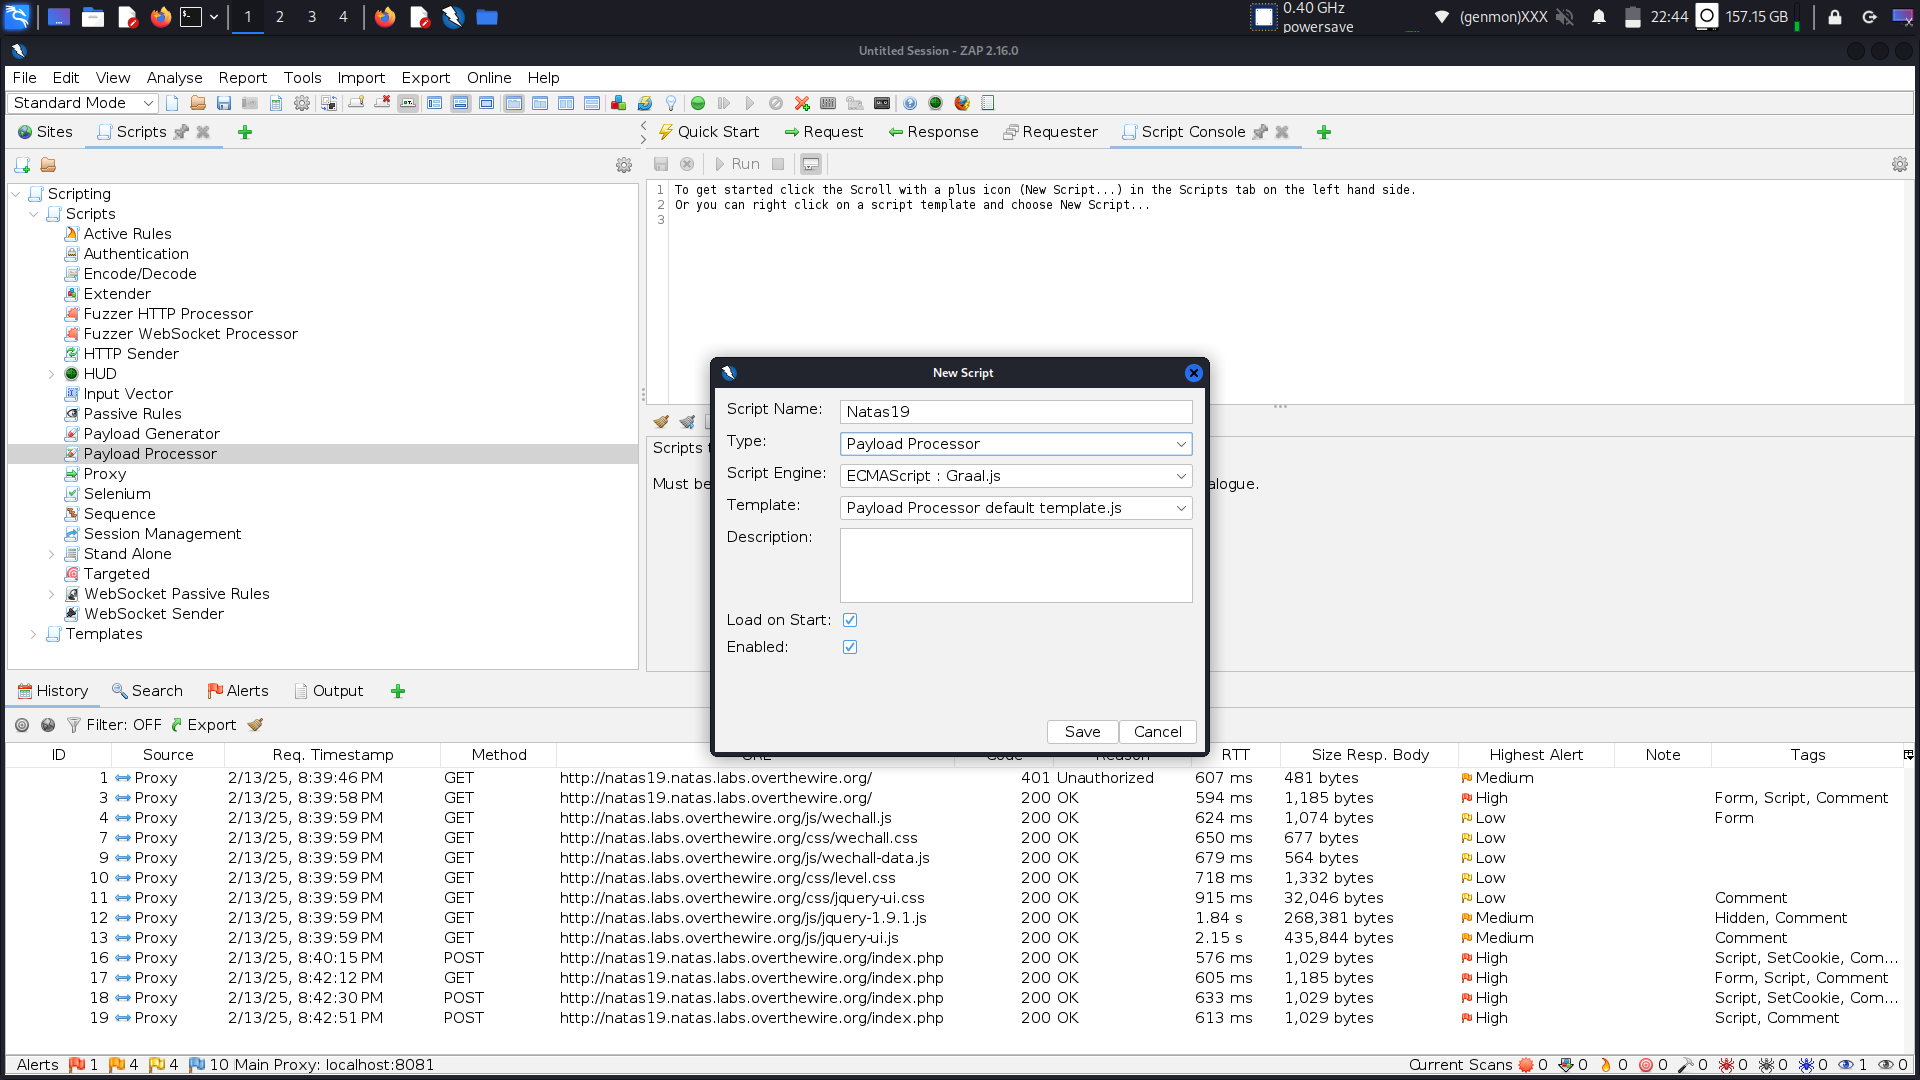 1 2 3 4 0.40 GHz powersave (genmon)XXX 22:44 157.15 GB
Untitled Session - ZAP 2.16.0
File Edit View Analyse Report Tools Import Export Online Help
Standard Mode
Sites Scripts Quick Start Request Response Requester Script Console
Run
Scripting
Scripts
Active Rules
Authentication
Encode/Decode
Extender
Fuzzer HTTP Processor
Fuzzer WebSocket Processor
HTTP Sender
HUD
Input Vector
Passive Rules
Payload Generator
Payload Processor
Proxy
Selenium
Sequence
Session Management
Stand Alone
Targeted
WebSocket Passive Rules
WebSocket Sender
Templates
1 To get started click the Scroll with a plus icon (New Script...) in the Scripts tab on the left hand side.
2 Or you can right click on a script template and choose New Script...
3
Scripts
Must be
alogue.
New Script
Script Name: Natas19
Type: Payload Processor
Script Engine: ECMAScript : Graal.js
Template: Payload Processor default template.js
Description:
Load on Start:
Enabled:
Save Cancel
History Search Alerts Output
Filter: OFF Export
ID Source Req. Timestamp Method URL Code Reason RTT Size Resp. Body Highest Alert Note Tags
1 Proxy 2/13/25, 8:39:46 PM GET http://natas19.natas.labs.overthewire.org/ 401 Unauthorized 607 ms 481 bytes Medium
3 Proxy 2/13/25, 8:39:58 PM GET http://natas19.natas.labs.overthewire.org/ 200 OK 594 ms 1,185 bytes High Form, Script, Comment
4 Proxy 2/13/25, 8:39:59 PM GET http://natas.labs.overthewire.org/js/wechall.js 200 OK 624 ms 1,074 bytes Low Form
7 Proxy 2/13/25, 8:39:59 PM GET http://natas.labs.overthewire.org/css/wechall.css 200 OK 650 ms 677 bytes Low
9 Proxy 2/13/25, 8:39:59 PM GET http://natas.labs.overthewire.org/js/wechall-data.js 200 OK 679 ms 564 bytes Low
10 Proxy 2/13/25, 8:39:59 PM GET http://natas.labs.overthewire.org/css/level.css 200 OK 718 ms 1,332 bytes Low
11 Proxy 2/13/25, 8:39:59 PM GET http://natas.labs.overthewire.org/css/jquery-ui.css 200 OK 915 ms 32,046 bytes Low Comment
12 Proxy 2/13/25, 8:39:59 PM GET http://natas.labs.overthewire.org/js/jquery-1.9.1.js 200 OK 1.84 s 268,381 bytes Medium Hidden, Comment
13 Proxy 2/13/25, 8:39:59 PM GET http://natas.labs.overthewire.org/js/jquery-ui.js 200 OK 2.15 s 435,844 bytes Medium Comment
16 Proxy 2/13/25, 8:40:15 PM POST http://natas19.natas.labs.overthewire.org/index.php 200 OK 576 ms 1,029 bytes High Script, SetCookie, Com...
17 Proxy 2/13/25, 8:42:12 PM GET http://natas19.natas.labs.overthewire.org/index.php 200 OK 605 ms 1,185 bytes High Form, Script, Comment
18 Proxy 2/13/25, 8:42:30 PM POST http://natas19.natas.labs.overthewire.org/index.php 200 OK 633 ms 1,029 bytes High Script, SetCookie, Com...
19 Proxy 2/13/25, 8:42:51 PM POST http://natas19.natas.labs.overthewire.org/index.php 200 OK 613 ms 1,029 bytes High Script, Comment
Alerts 1 4 4 10 Main Proxy: localhost:8081 Current Scans 0 0 0 0 0 0 0 0 1 0